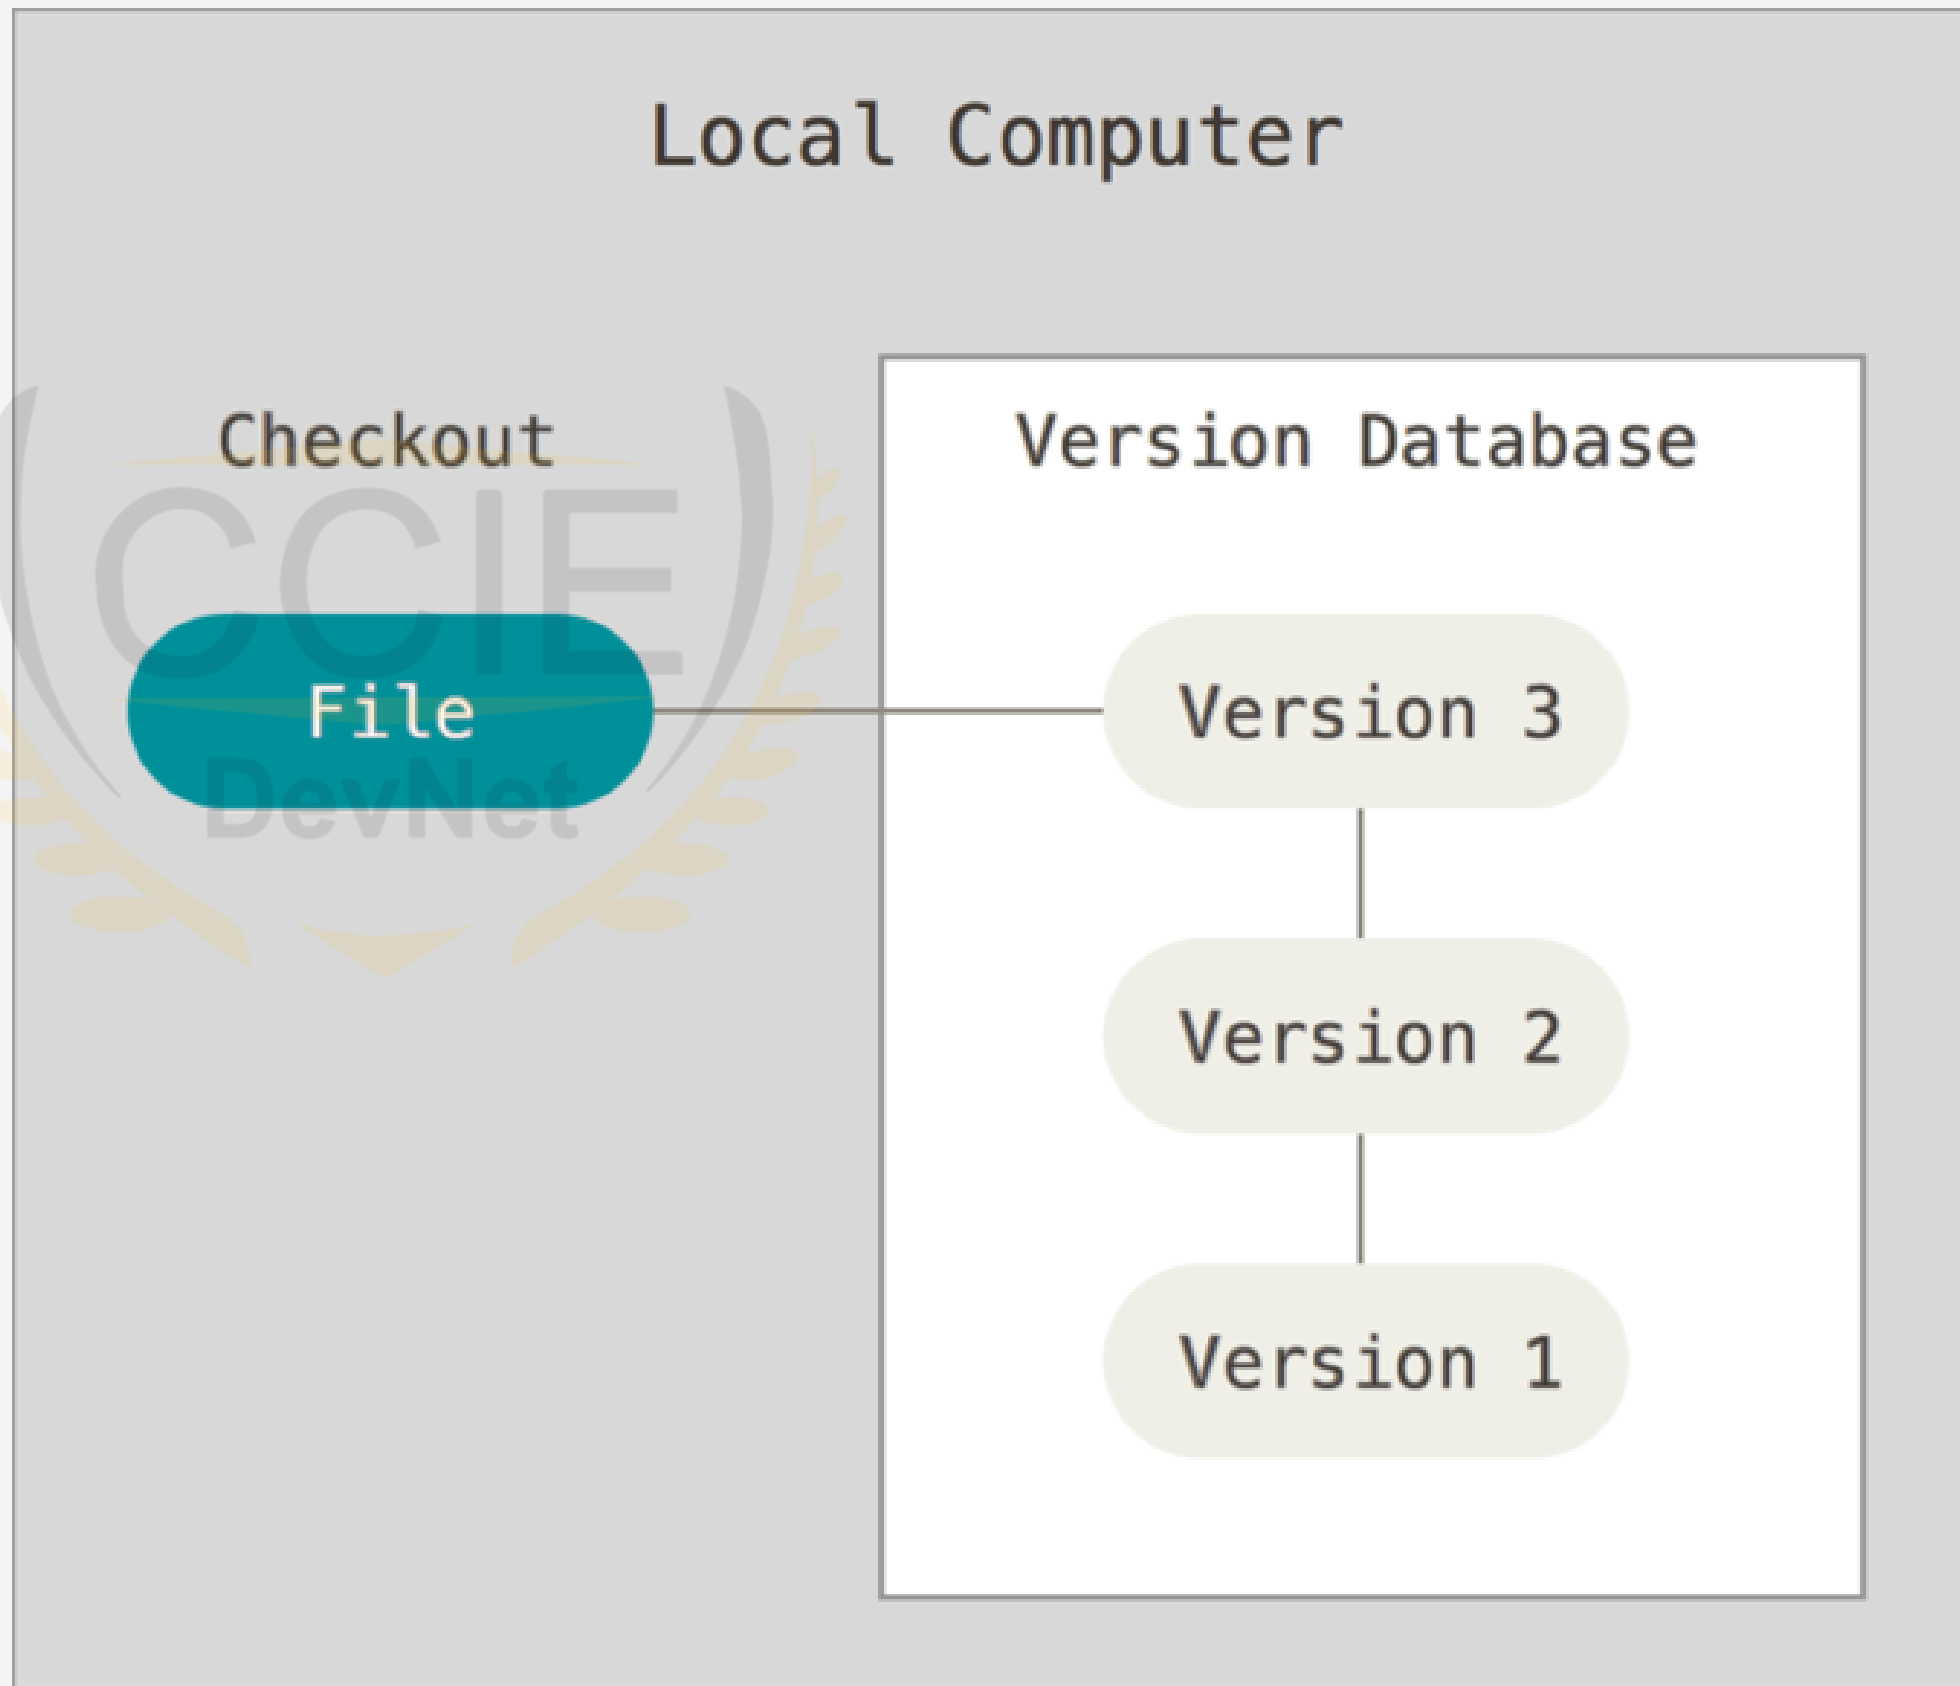 Local Computer
Checkout
Version Database
CCIE
File
Version 3
DevNet
Version 2
Version 1